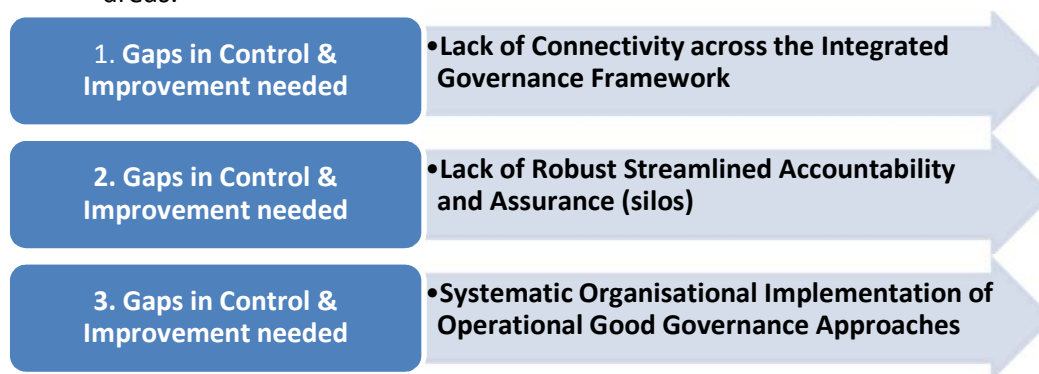 areas.
1. Gaps in Control &
Improvement needed
•Lack of Connectivity across the Integrated
Governance Framework
2. Gaps in Control &
Improvement needed
•Lack of Robust Streamlined Accountability
and Assurance (silos)
3. Gaps in Control &
Improvement needed
•Systematic Organisational Implementation of
Operational Good Governance Approaches